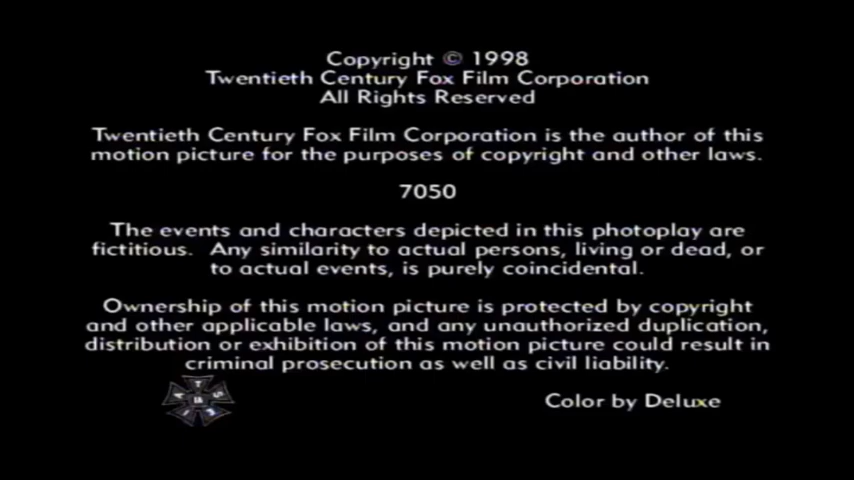 Copyright © 1998
Twentieth Century Fox Film Corporation
All Rights Reserved
Twentieth Century Fox Film Corporation is the author of this
motion picture for the purposes of copyright and other laws.
7050
The events and characters depicted in this photoplay are
fictitious. Any similarity to actual persons, living or dead, or
to actual events, is purely coincidental.
Ownership of this motion picture is protected by copyright
and other applicable laws, and any unauthorized duplication,
distribution or exhibition of this motion picture could result in
criminal prosecution as well as civil liability.
Color by Deluxe